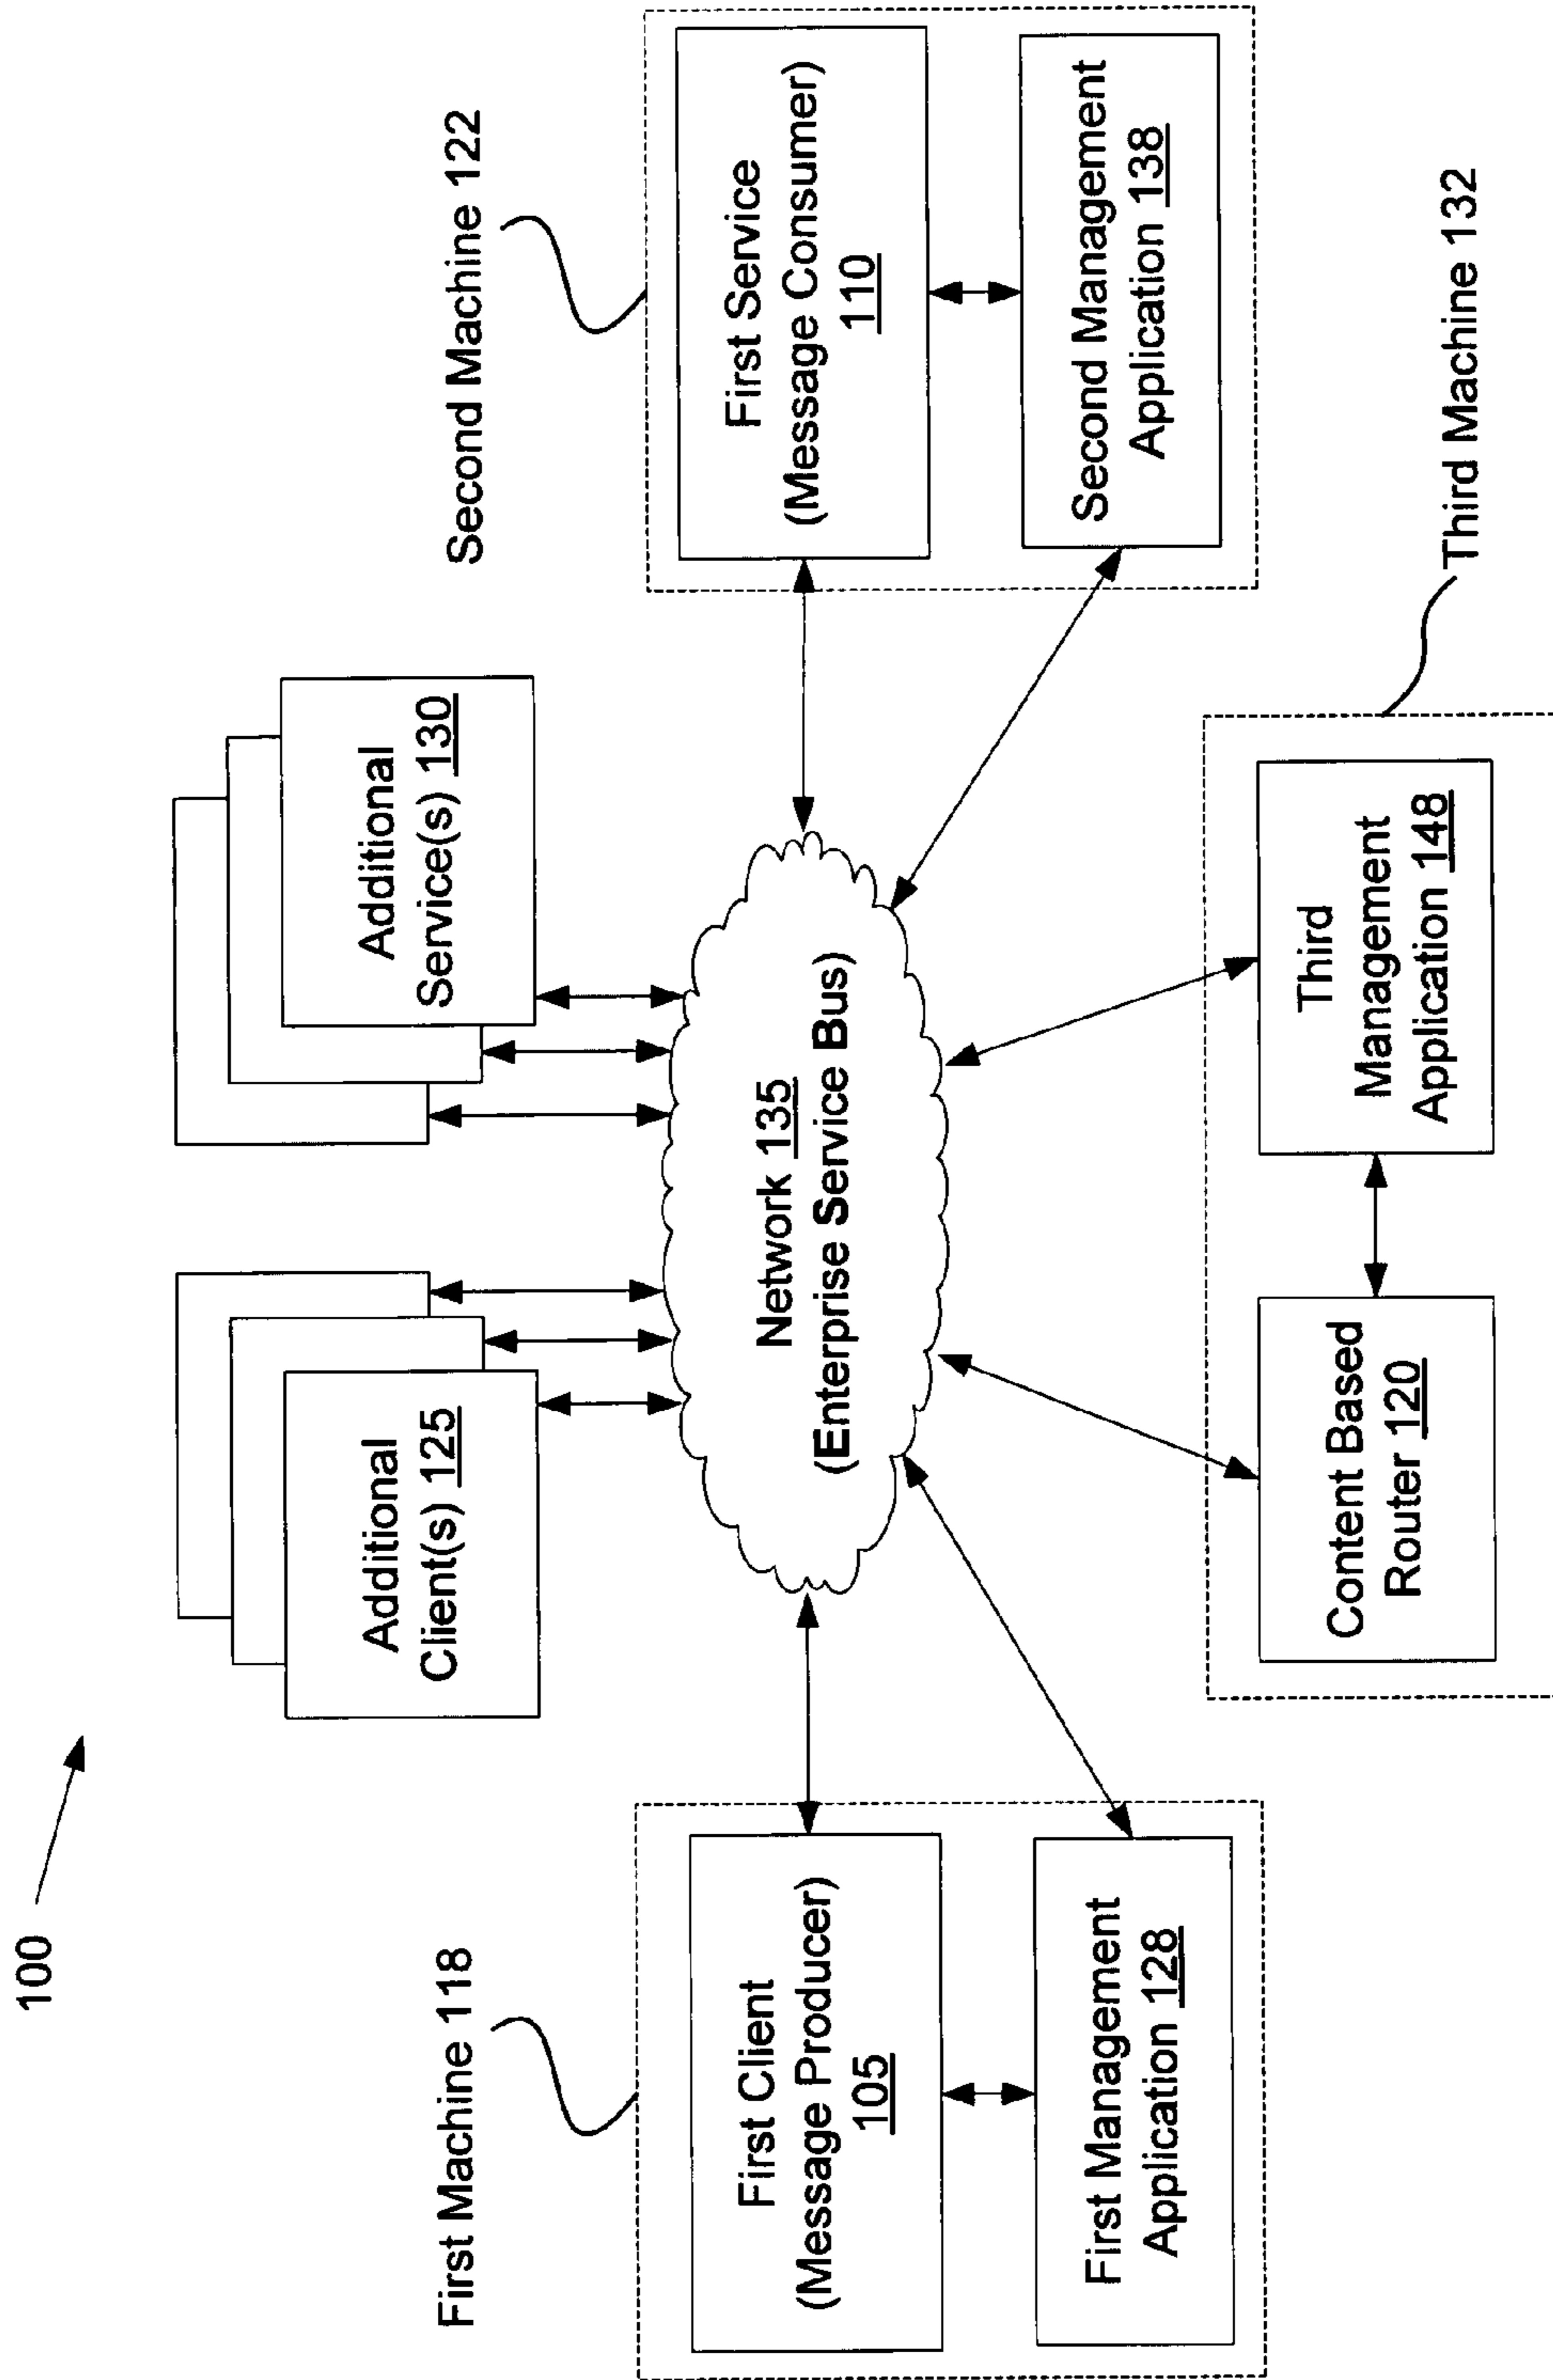 100
First Machine 118
Second Machine 122
Additional
Client(s) 125
Additional
Service(s) 130
First Client
(Message Producer)
105
First Management
Application 128
Network 135
(Enterprise Service Bus)
First Service
(Message Consumer)
110
Second Management
Application 138
Content Based
Router 120
Third
Management
Application 148
Third Machine 132